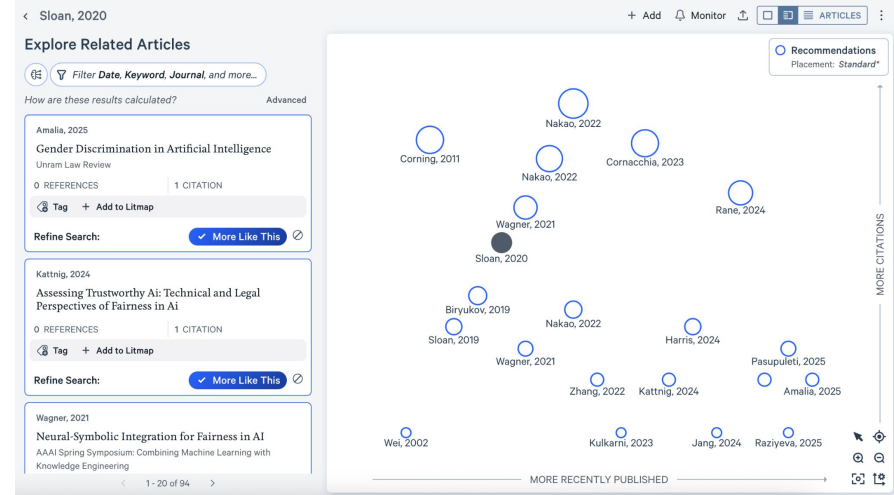 Sloan, 2020
+ Add
Monitor
ARTICLES
Explore Related Articles
Filter Date, Keyword, Journal, and more...
How are these results calculated?
Advanced
Amalia, 2025
Gender Discrimination in Artificial Intelligence
Unram Law Review
0 REFERENCES
1 CITATION
Tag
+ Add to Litmap
Refine Search:
More Like This
Kattnig, 2024
Assessing Trustworthy Ai: Technical and Legal
Perspectives of Fairness in Ai
0 REFERENCES
1 CITATION
Tag
+ Add to Litmap
Refine Search:
More Like This
Wagner, 2021
Neural-Symbolic Integration for Fairness in AI
AAAI Spring Symposium: Combining Machine Learning with
Knowledge Engineering
1 - 20 of 94
Recommendations
Placement: Standard*
Nakao, 2022
Corning, 2011
Cornacchia, 2023
Nakao, 2022
Rane, 2024
Wagner, 2021
Sloan, 2020
Biryukov, 2019
Nakao, 2022
Sloan, 2019
Harris, 2024
Wagner, 2021
Pasupuleti, 2025
Zhang, 2022
Kattnig, 2024
Amalia, 2025
Wei, 2002
Kulkarni, 2023
Jang, 2024
Raziyeva, 2025
MORE CITATIONS
MORE RECENTLY PUBLISHED